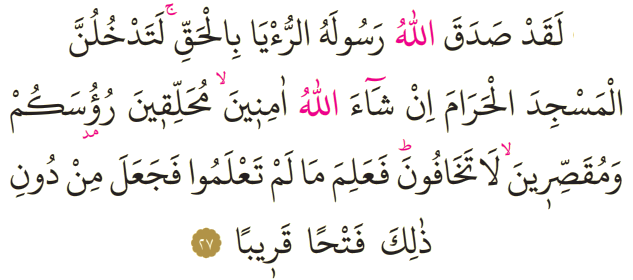 لَقَدْ صَدَقَ اللّٰهُ رَسُولَهُ الرُّءْيَا بِالْحَقِّۚ لَتَدْخُلُنَّ
الْمَسْجِدَ الْحَرَامَ اِنْ شَٓاءَ اللّٰهُ اٰمِنٖينَۙ مُحَلِّقٖينَ رُؤُسَكُمْ
وَمُقَصِّرٖينَۙ لَا تَخَافُونَؕ فَعَلِمَ مَا لَمْ تَعْلَمُوا فَجَعَلَ مِنْ دُونِ
ذٰلِكَ فَتْحًا قَرٖيبًا ﴿٢٧﴾